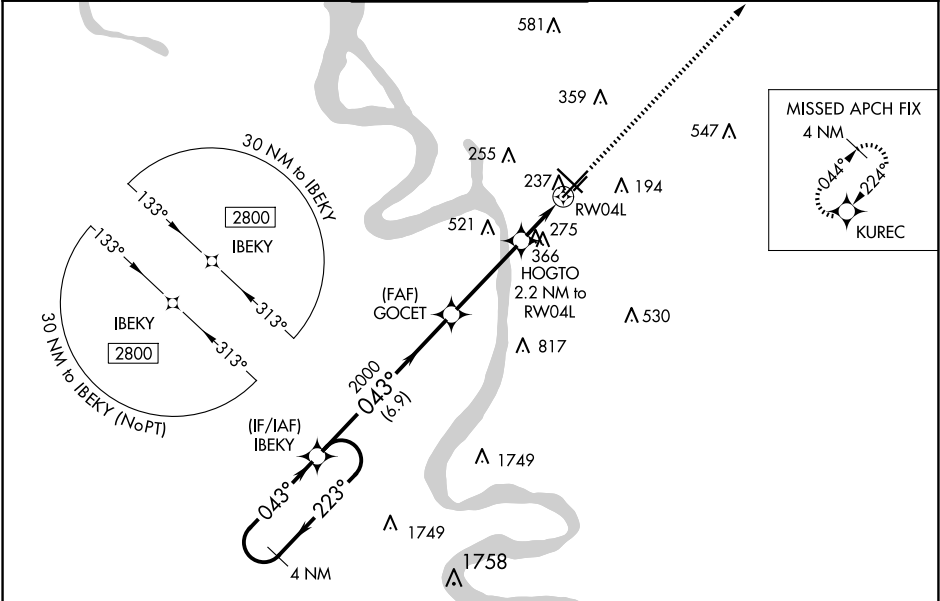 581
359
547
MISSED APCH FIX
4 NM
044°
224°
KUREC
30 NM to IBEKY
133°
2800
IBEKY
313°
255
237
194
RW04L
521
275
366
HOGTO
2.2 NM to
RW04L
133°
IBEKY
2800
313°
30 NM to IBEKY (NoPT)
(FAF)
GOCET
530
817
2000
043°
(6.9)
(IF/IAF)
IBEKY
1749
043°
223°
1749
4 NM
1758